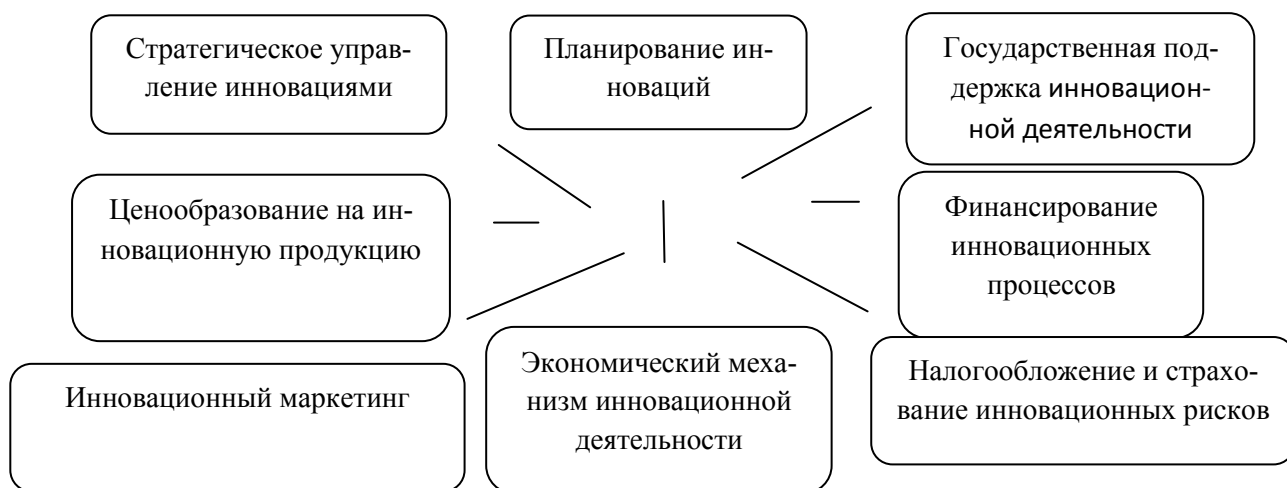 Стратегическое управ-
ление инновациями
Планирование ин-
новаций
Государственная под-
держка инновацион-
ной деятельности
Ценообразование на ин-
новационную продукцию
Финансирование
инновационных
процессов
Инновационный маркетинг
Экономический меха-
низм инновационной
деятельности
Налогообложение и страхо-
вание инновационных рисков